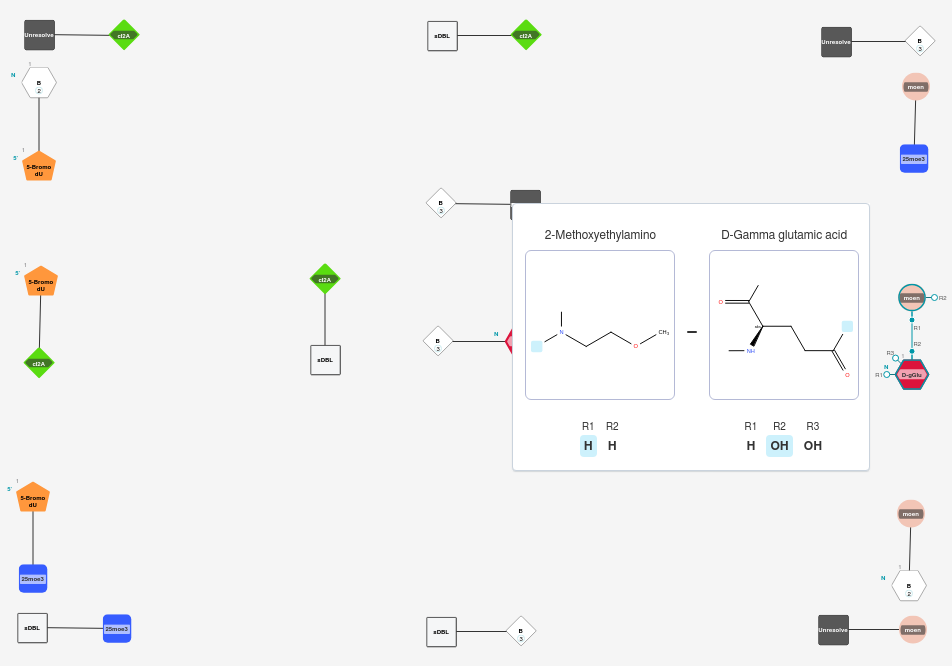 Unresolve
cl2A
sDBL
cl2A
Unresolve
B
3
1
N
B
2
moen
1
5'
5-Bromo
dU
25moe3
B
3
2-Methoxyethylamino
D-Gamma glutamic acid
1
5'
5-Bromo
dU
cl2A
moen
R2
O
abs
N
O
CH3
NH
O
R1
R2
R3
1
N
R1
D-gGlu
cl2A
sDBL
N
B
3
R1
R2
H
H
R1
R2
R3
H
OH
OH
1
5'
5-Bromo
dU
25moe3
moen
1
N
B
2
sDBL
25moe3
sDBL
B
3
Unresolve
moen